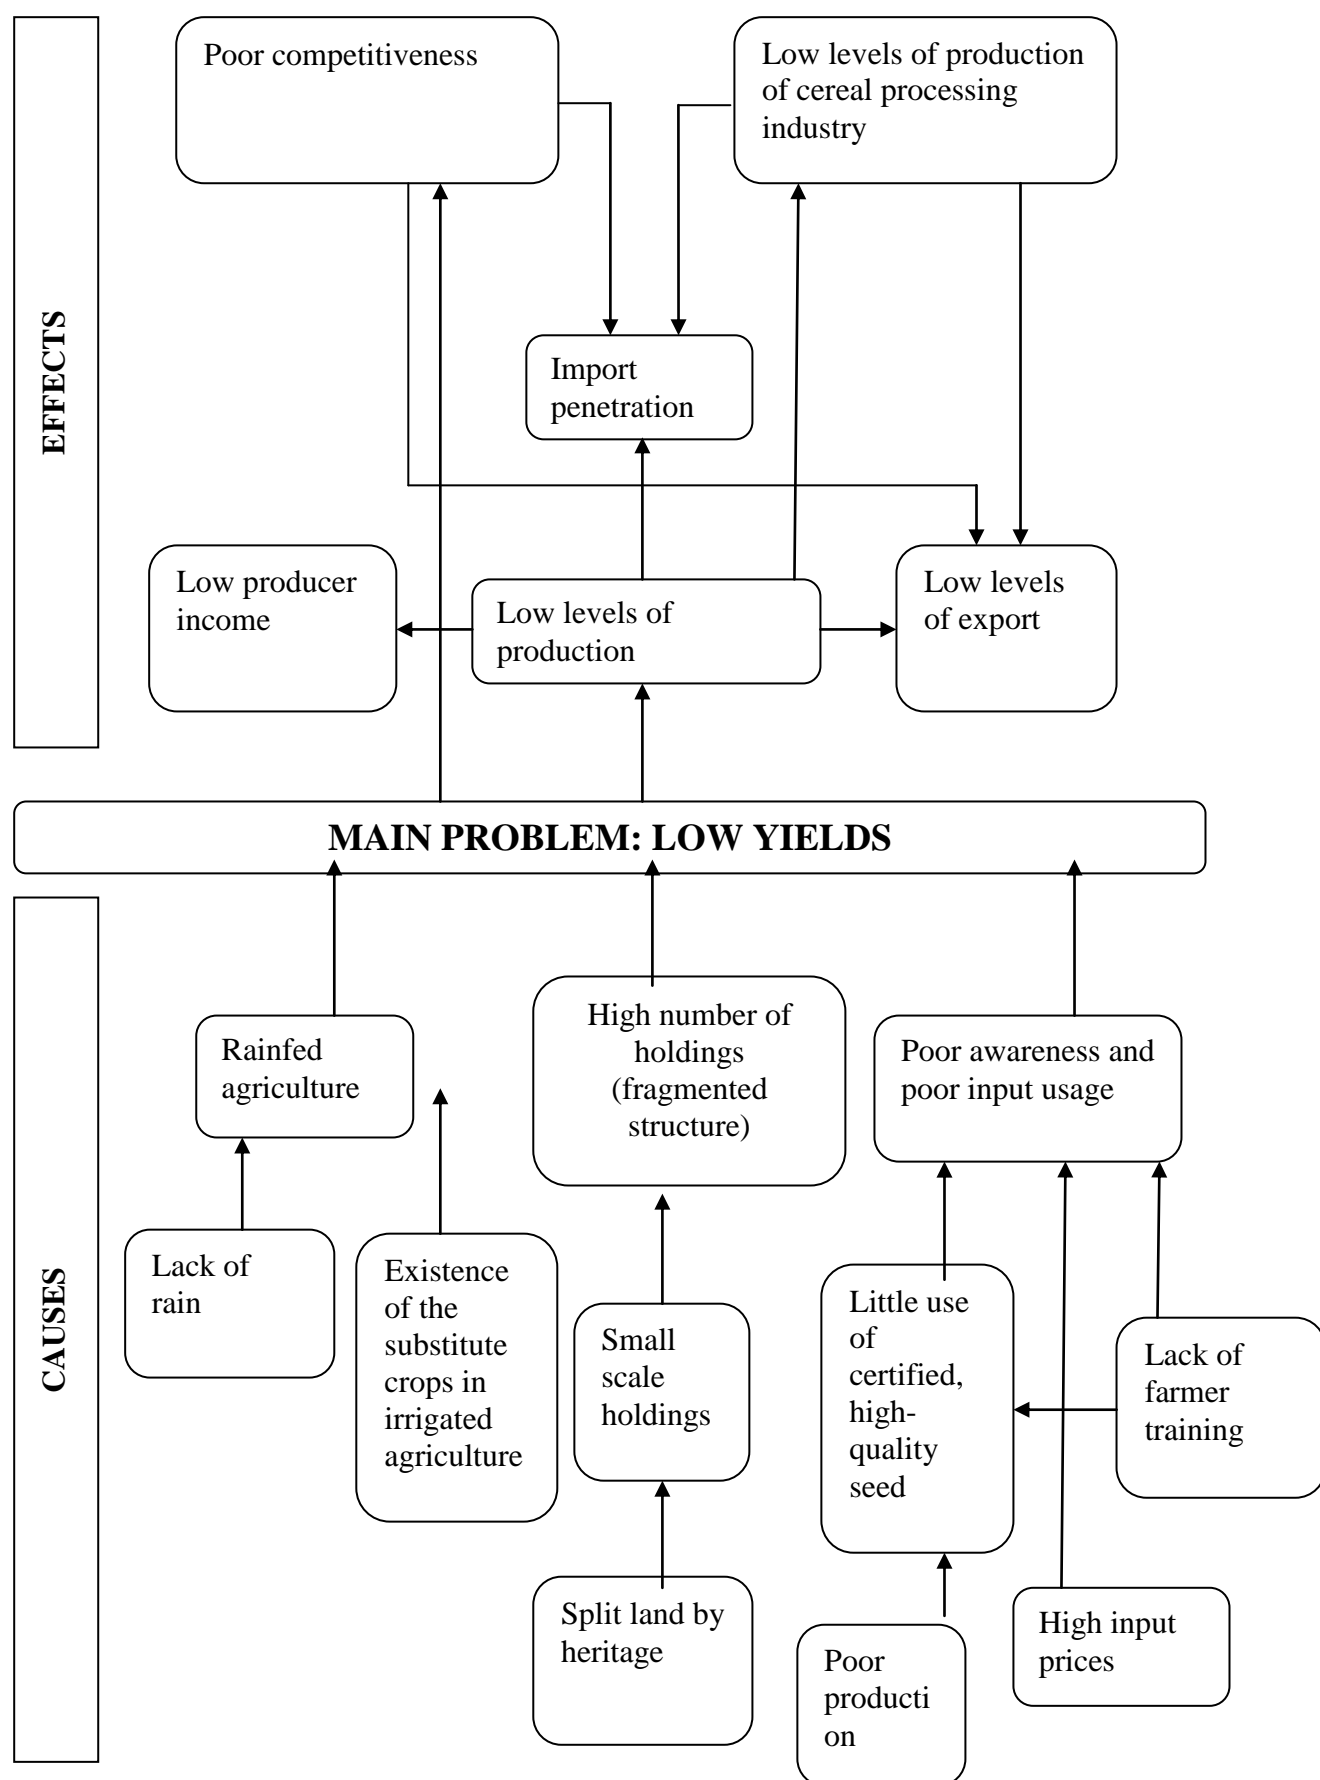 Poor competitiveness
Low levels of production
of cereal processing
industry
EFFECTS
Import
penetration
Low producer
income
Low levels of
production
Low levels
of export
MAIN PROBLEM: LOW YIELDS
CAUSES
Rainfed
agriculture
High number of
holdings
(fragmented
structure)
Poor awareness and
poor input usage
Lack of
rain
Existence
of the
substitute
crops in
irrigated
agriculture
Small
scale
holdings
Little use
of
certified,
high-
quality
seed
Lack of
farmer
training
Split land by
heritage
Poor
producti
on
High input
prices